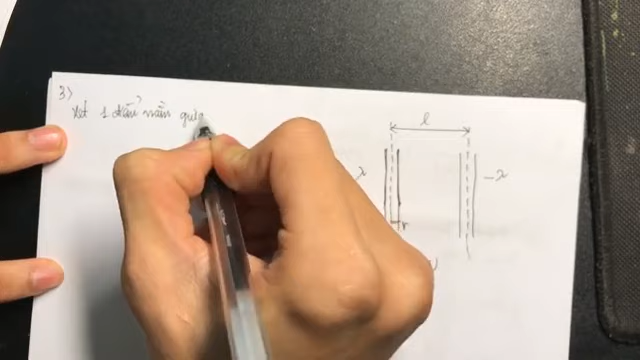 3)
Xét 1 điểm nằm giữa
l
λ
-λ
r